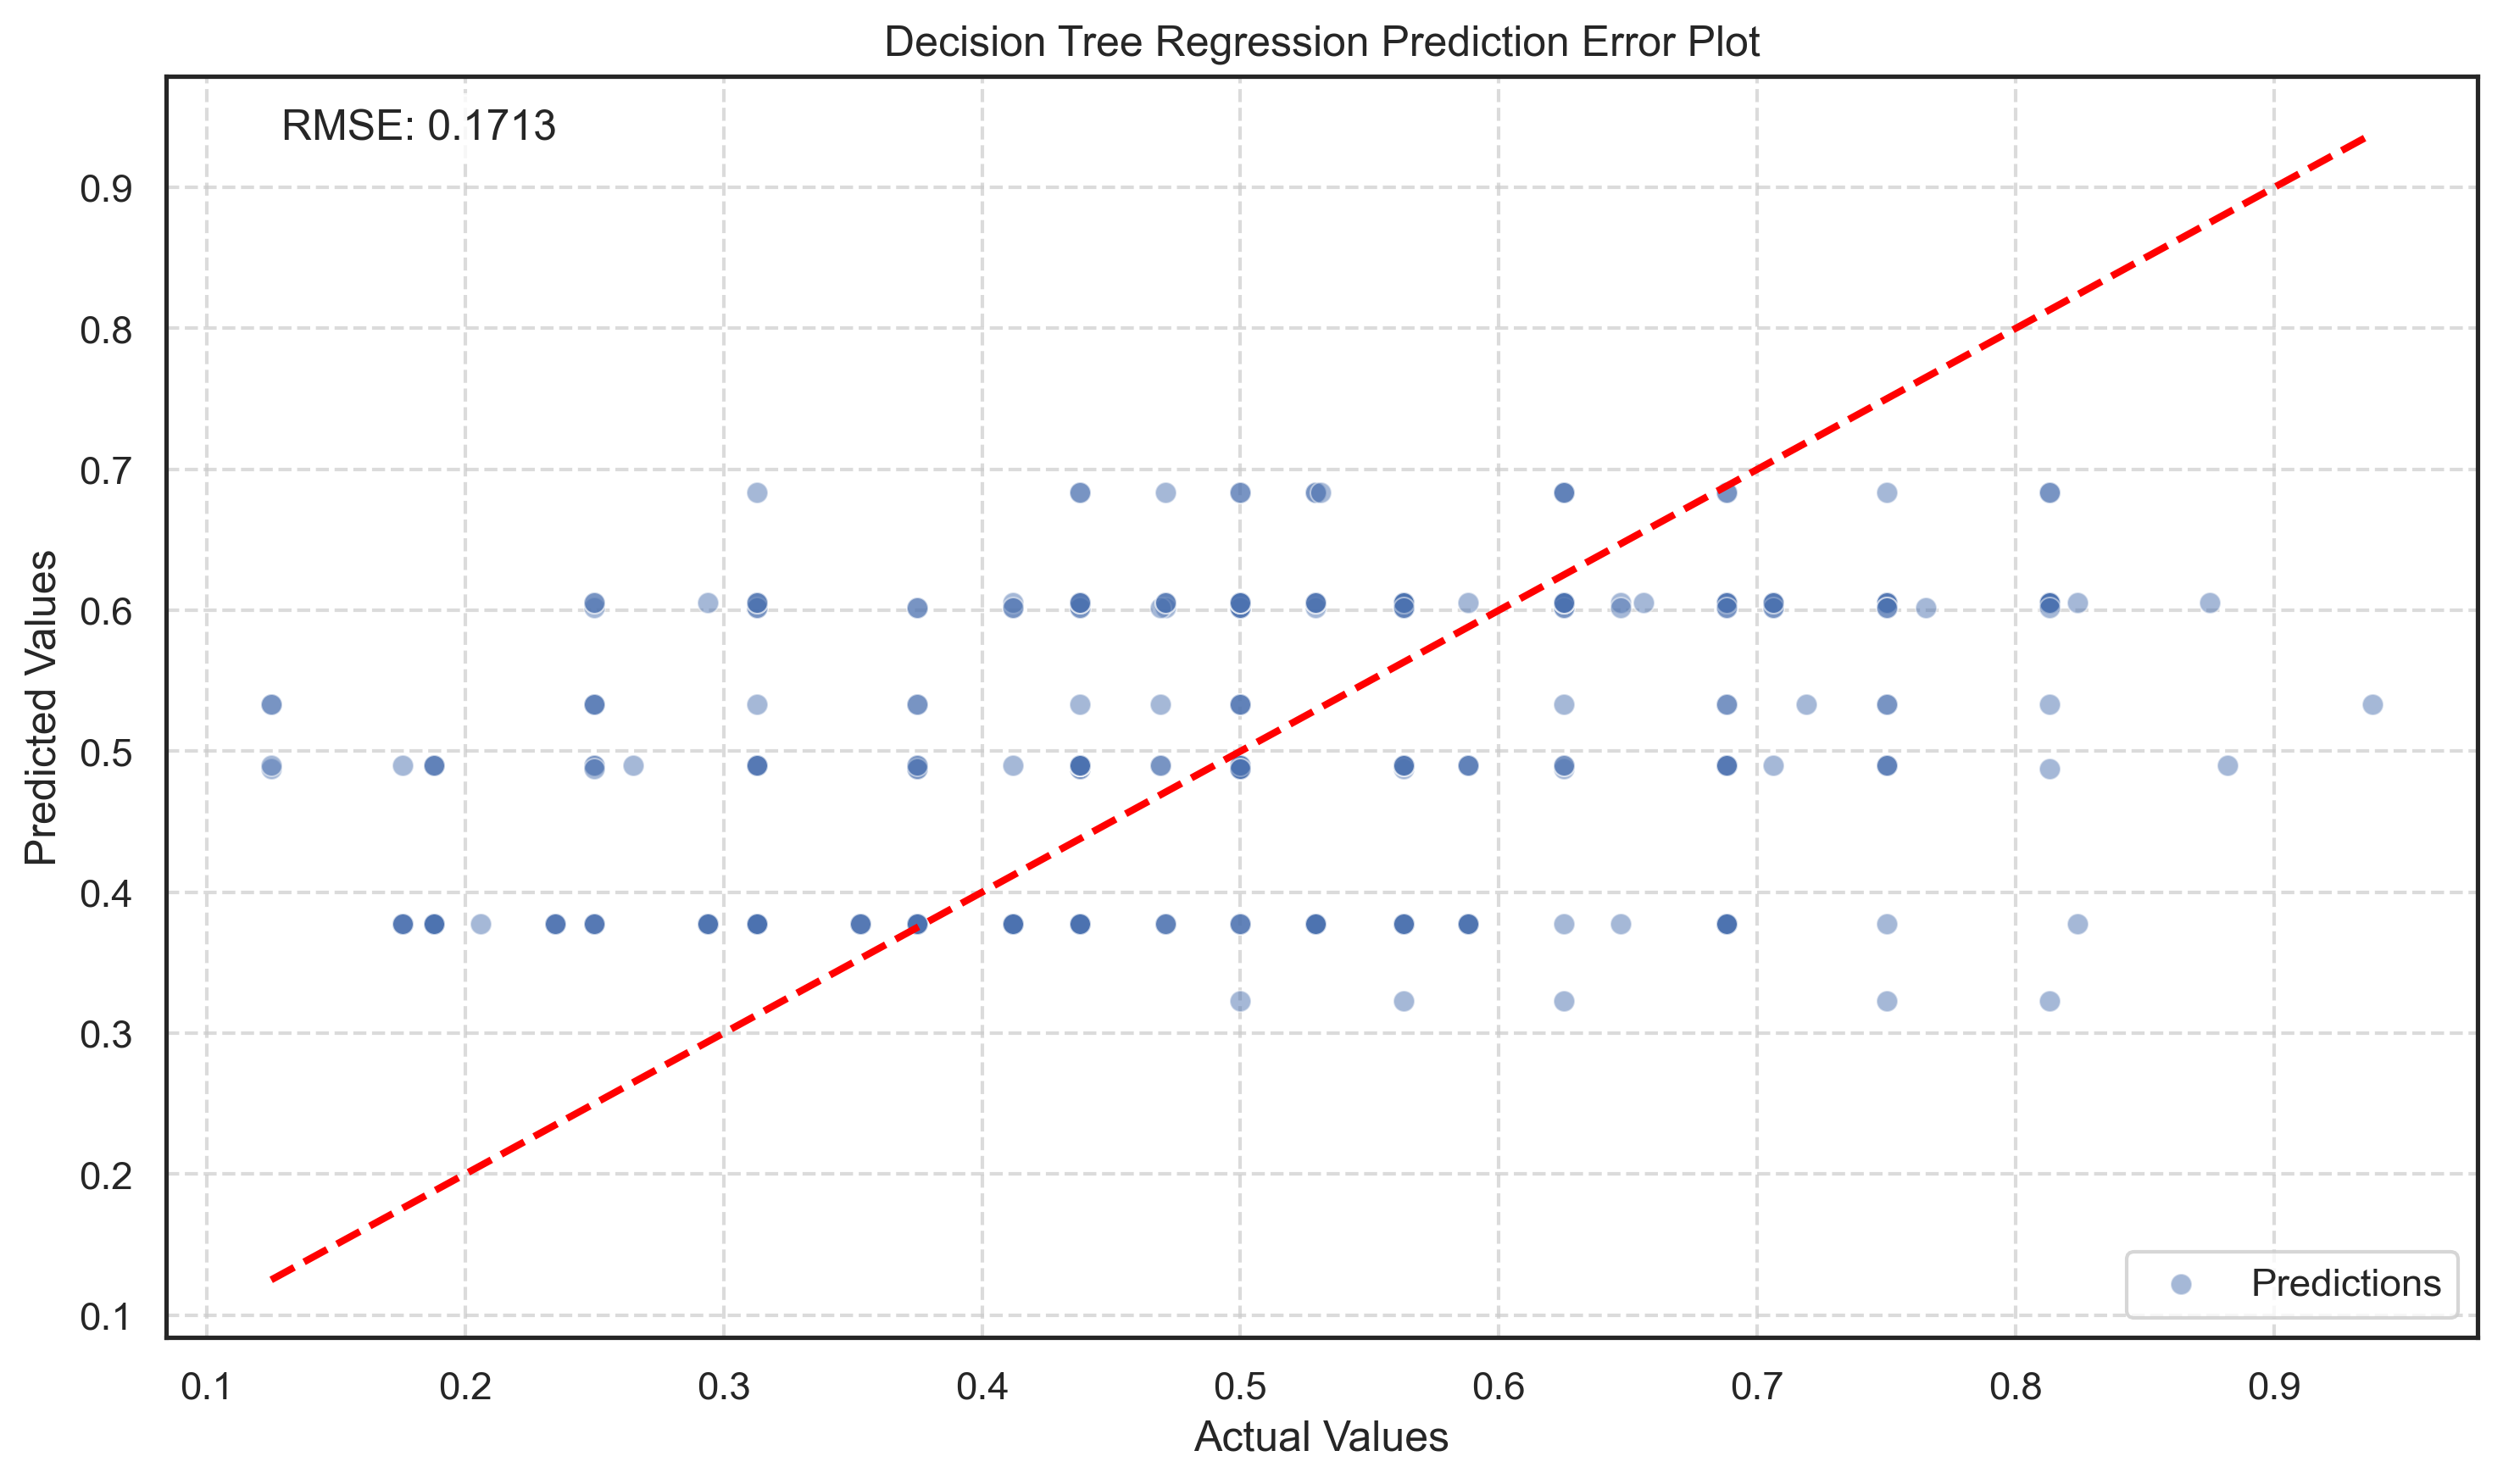 Decision Tree Regression Prediction Error Plot
RMSE: 0.1713
0.9
0.8
0.7
0.6
0.5
0.4
0.3
0.2
0.1
Predicted Values
Predictions
0.1 0.2 0.3 0.4 0.5 0.6 0.7 0.8 0.9
Actual Values